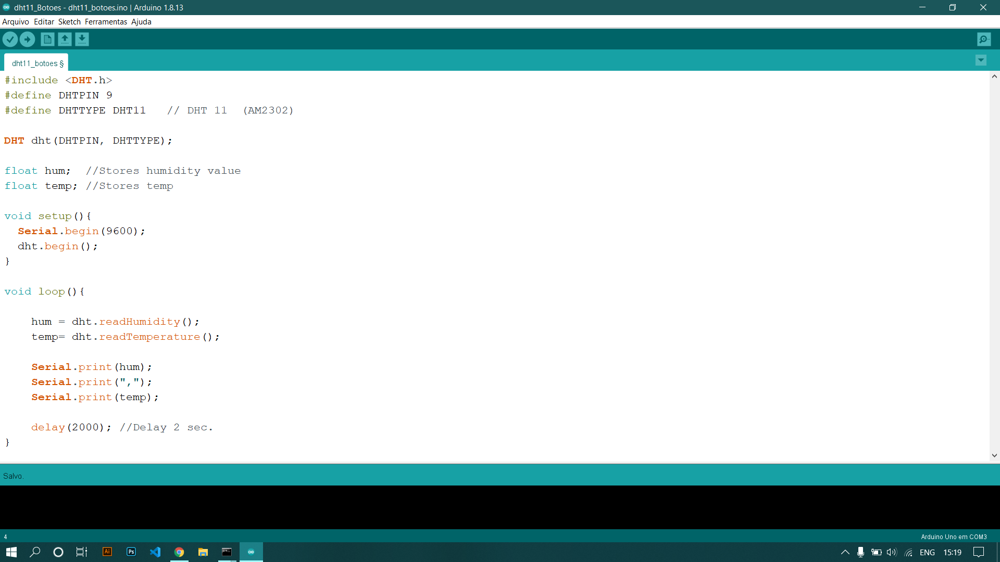 dht11_Botoes - dht11_botoes.ino | Arduino 1.8.13
Arquivo Editar Sketch Ferramentas Ajuda
dht11_botoes §
#include <DHT.h>
#define DHTPIN 9
#define DHTTYPE DHT11   // DHT 11  (AM2302)
DHT dht(DHTPIN, DHTTYPE);
float hum;  //Stores humidity value
float temp; //Stores temp
void setup(){
  Serial.begin(9600);
  dht.begin();
}
void loop(){
    hum = dht.readHumidity();
    temp= dht.readTemperature();
    Serial.print(hum);
    Serial.print(",");
    Serial.print(temp);
    delay(2000); //Delay 2 sec.
}
Salvo.
4 Arduino Uno em COM3
Ai Ps ENG 15:19